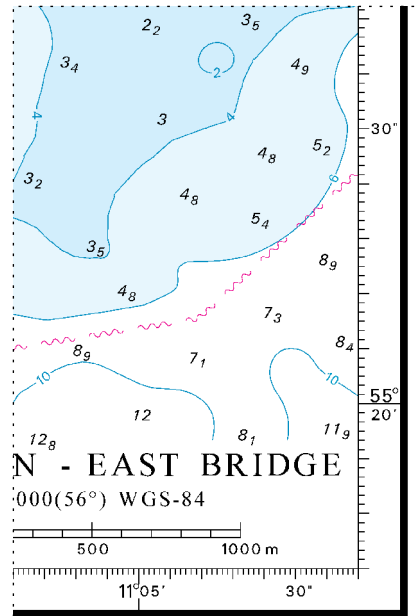 2₂ 3₅
3₄ 2 4₉
4 3 4 30"
4₈ 5₂
3₂ 4₈ 6
5₄
3₅ 8₉
4₈
7₃
8₉ 7₁ 8₄
10 10 55°
12 20'
12₈ 8₁ 11₉
N - EAST BRIDGE
000(56°) WGS-84
500 1000 m
11°05' 30"